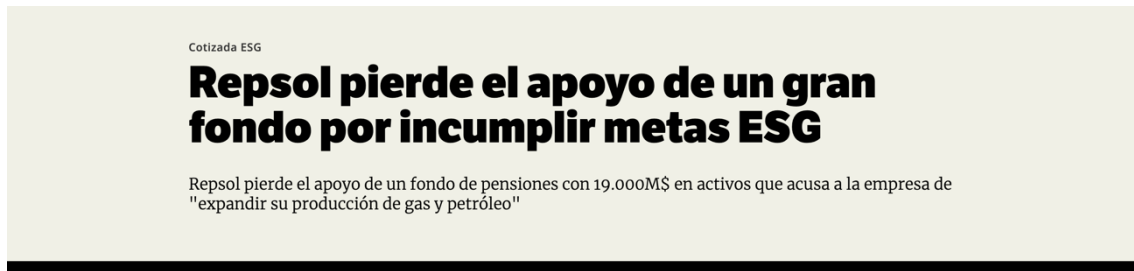 Cotizada ESG
Repsol pierde el apoyo de un gran
fondo por incumplir metas ESG
Repsol pierde el apoyo de un fondo de pensiones con 19.000M$ en activos que acusa a la empresa de
"expandir su producción de gas y petróleo"